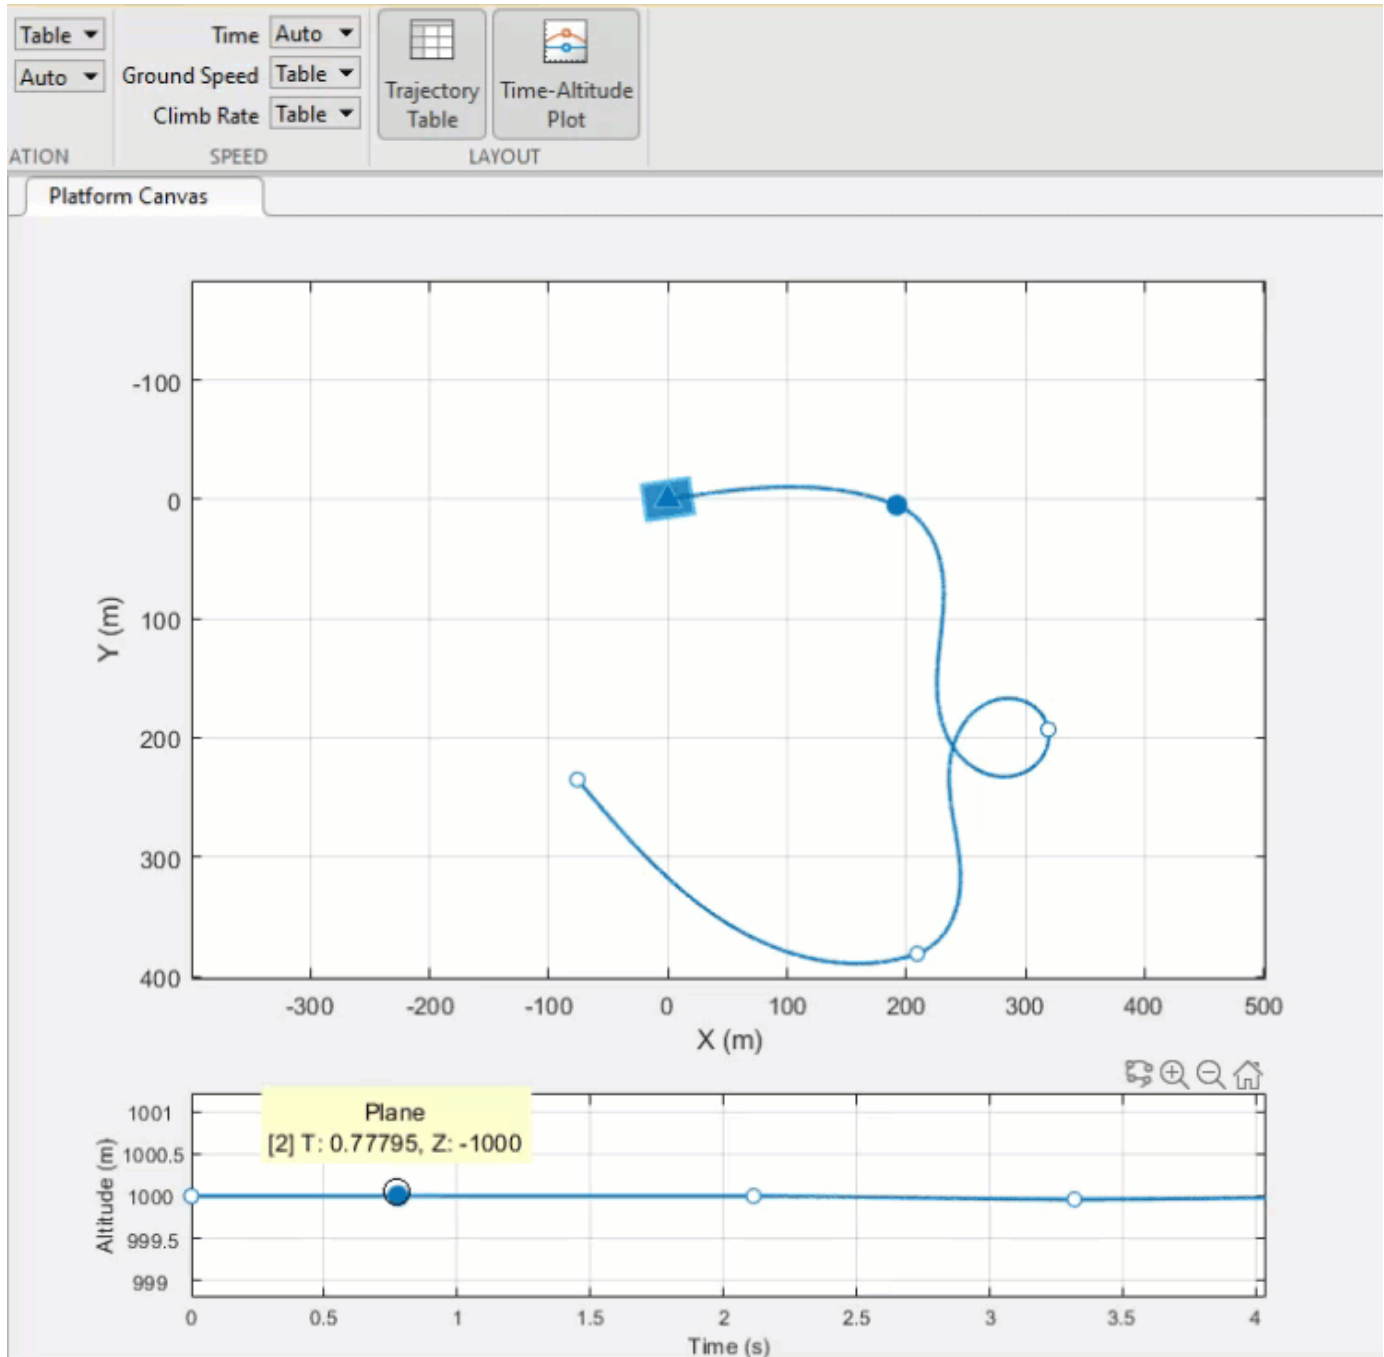 Table
Auto
ATION
Time Auto
Ground Speed Table
Climb Rate Table
SPEED
Trajectory
Table
Time-Altitude
Plot
LAYOUT
Platform Canvas
-100
0
100
200
300
400
Y (m)
-300 -200 -100 0 100 200 300 400 500
X (m)
Plane
[2] T: 0.77795, Z: -1000
1001
1000.5
1000
999.5
999
Altitude (m)
0 0.5 1 1.5 2 2.5 3 3.5 4
Time (s)